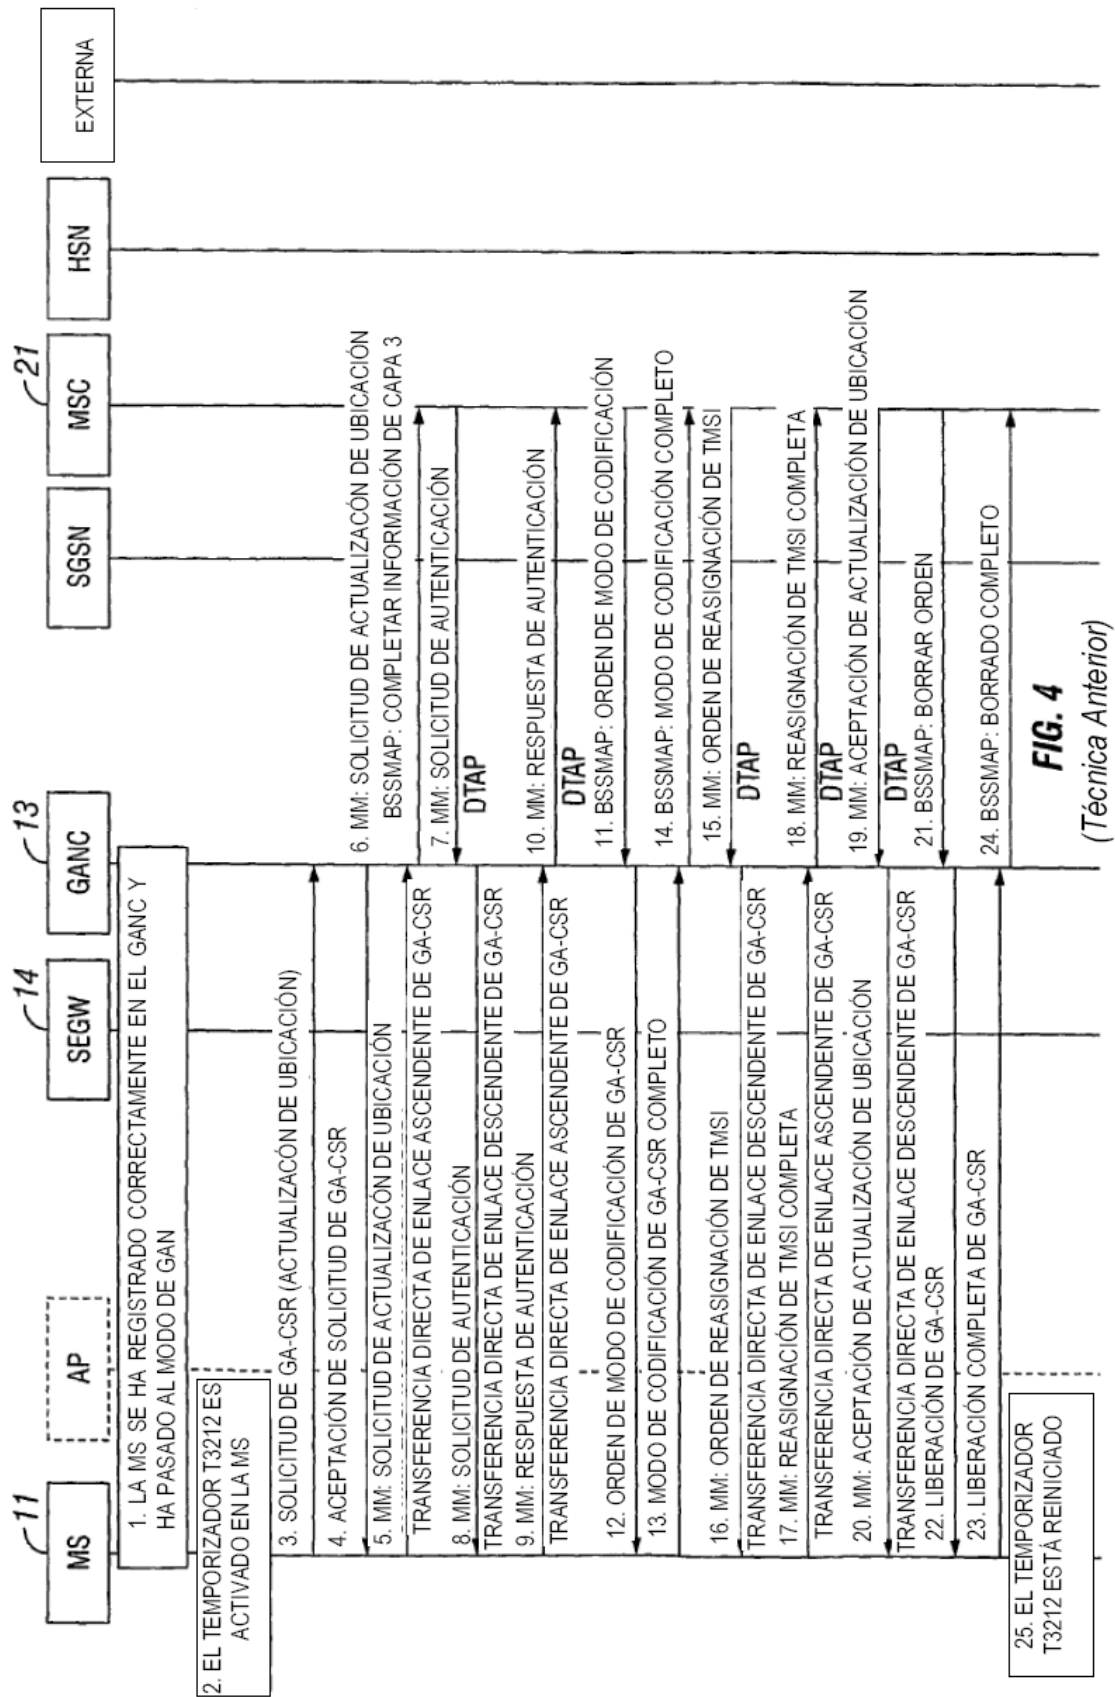 11
14
13
21
MS
AP
SEGW
GANC
SGSN
MSC
HSN
EXTERNA
1. LA MS SE HA REGISTRADO CORRECTAMENTE EN EL GANC Y
HA PASADO AL MODO DE GAN
2. EL TEMPORIZADOR T3212 ES
ACTIVADO EN LA MS
3. SOLICITUD DE GA-CSR (ACTUALIZACÓN DE UBICACIÓN)
4. ACEPTACIÓN DE SOLICITUD DE GA-CSR
5. MM: SOLICITUD DE ACTUALIZACÓN DE UBICACIÓN
TRANSFERENCIA DIRECTA DE ENLACE ASCENDENTE DE GA-CSR
6. MM: SOLICITUD DE ACTUALIZACÓN DE UBICACIÓN
BSSMAP: COMPLETAR INFORMACIÓN DE CAPA 3
7. MM: SOLICITUD DE AUTENTICACIÓN
DTAP
8. MM: SOLICITUD DE AUTENTICACIÓN
TRANSFERENCIA DIRECTA DE ENLACE DESCENDENTE DE GA-CSR
9. MM: RESPUESTA DE AUTENTICACIÓN
TRANSFERENCIA DIRECTA DE ENLACE ASCENDENTE DE GA-CSR
10. MM: RESPUESTA DE AUTENTICACIÓN
DTAP
11. BSSMAP: ORDEN DE MODO DE CODIFICACIÓN
12. ORDEN DE MODO DE CODIFICACIÓN DE GA-CSR
13. MODO DE CODIFICACIÓN DE GA-CSR COMPLETO
14. BSSMAP: MODO DE CODIFICACIÓN COMPLETO
15. MM: ORDEN DE REASIGNACIÓN DE TMSI
DTAP
16. MM: ORDEN DE REASIGNACIÓN DE TMSI
TRANSFERENCIA DIRECTA DE ENLACE DESCENDENTE DE GA-CSR
17. MM: REASIGNACIÓN DE TMSI COMPLETA
TRANSFERENCIA DIRECTA DE ENLACE ASCENDENTE DE GA-CSR
18. MM: REASIGNACIÓN DE TMSI COMPLETA
DTAP
19. MM: ACEPTACIÓN DE ACTUALIZACIÓN DE UBICACIÓN
DTAP
20. MM: ACEPTACIÓN DE ACTUALIZACIÓN DE UBICACIÓN
TRANSFERENCIA DIRECTA DE ENLACE DESCENDENTE DE GA-CSR
21. BSSMAP: BORRAR ORDEN
22. LIBERACIÓN DE GA-CSR
23. LIBERACIÓN COMPLETA DE GA-CSR
24. BSSMAP: BORRADO COMPLETO
25. EL TEMPORIZADOR
T3212 ESTÁ REINICIADO
FIG. 4
(Técnica Anterior)